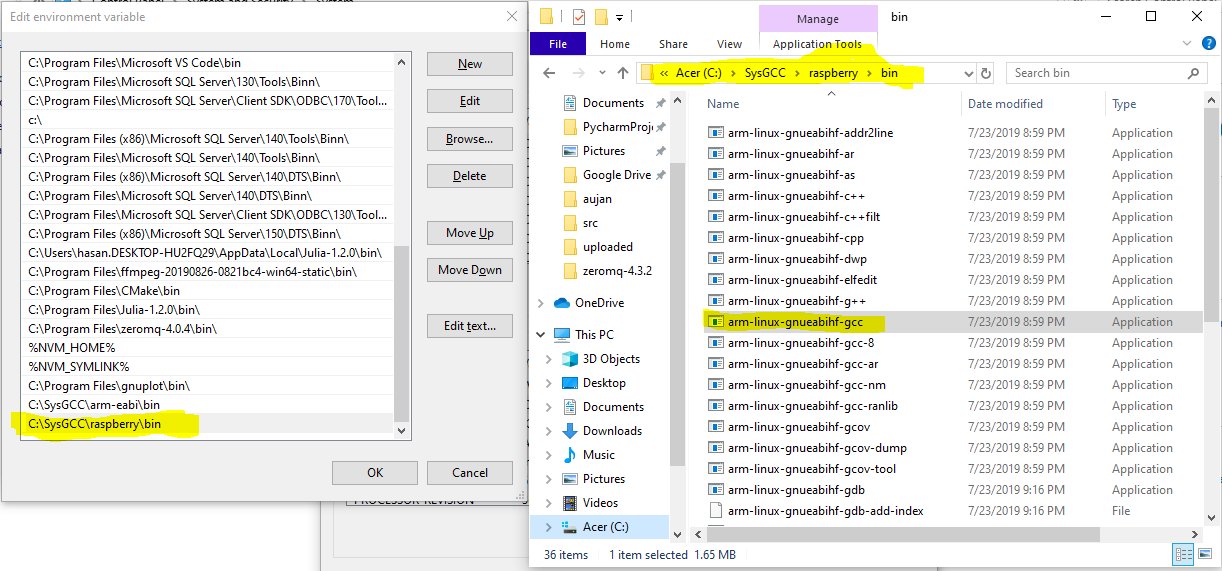 Edit environment variable
C:\Program Files\Microsoft VS Code\bin
C:\Program Files\Microsoft SQL Server\130\Tools\Binn\
C:\Program Files\Microsoft SQL Server\Client SDK\ODBC\170\Tool...
c:\
C:\Program Files (x86)\Microsoft SQL Server\140\Tools\Binn\
C:\Program Files\Microsoft SQL Server\140\Tools\Binn\
C:\Program Files (x86)\Microsoft SQL Server\140\DTS\Binn\
C:\Program Files\Microsoft SQL Server\140\DTS\Binn\
C:\Program Files\Microsoft SQL Server\Client SDK\ODBC\130\Tool...
C:\Program Files (x86)\Microsoft SQL Server\150\DTS\Binn\
C:\Users\hasan.DESKTOP-HU2FQ29\AppData\Local\Julia-1.2.0\bin\
C:\Program Files\ffmpeg-20190826-0821bc4-win64-static\bin\
C:\Program Files\CMake\bin
C:\Program Files\Julia-1.2.0\bin\
C:\Program Files\zeromq-4.0.4\bin\
%NVM_HOME%
%NVM_SYMLINK%
C:\Program Files\gnuplot\bin\
C:\SysGCC\arm-eabi\bin
C:\SysGCC\raspberry\bin
New
Edit
Browse...
Delete
Move Up
Move Down
Edit text...
OK
Cancel
Manage
bin
File
Home
Share
View
Application Tools
« Acer (C:) > SysGCC > raspberry > bin
Search bin
Documents
PycharmProj
Pictures
Google Drive
aujan
src
uploaded
zeromq-4.3.2
OneDrive
This PC
3D Objects
Desktop
Documents
Downloads
Music
Pictures
Videos
Acer (C:)
Name Date modified Type
arm-linux-gnueabihf-addr2line 7/23/2019 8:59 PM Application
arm-linux-gnueabihf-ar 7/23/2019 8:59 PM Application
arm-linux-gnueabihf-as 7/23/2019 8:59 PM Application
arm-linux-gnueabihf-c++ 7/23/2019 8:59 PM Application
arm-linux-gnueabihf-c++filt 7/23/2019 8:59 PM Application
arm-linux-gnueabihf-cpp 7/23/2019 8:59 PM Application
arm-linux-gnueabihf-dwp 7/23/2019 8:59 PM Application
arm-linux-gnueabihf-elfedit 7/23/2019 8:59 PM Application
arm-linux-gnueabihf-g++ 7/23/2019 8:59 PM Application
arm-linux-gnueabihf-gcc 7/23/2019 8:59 PM Application
arm-linux-gnueabihf-gcc-8 7/23/2019 8:59 PM Application
arm-linux-gnueabihf-gcc-ar 7/23/2019 8:59 PM Application
arm-linux-gnueabihf-gcc-nm 7/23/2019 8:59 PM Application
arm-linux-gnueabihf-gcc-ranlib 7/23/2019 8:59 PM Application
arm-linux-gnueabihf-gcov 7/23/2019 8:59 PM Application
arm-linux-gnueabihf-gcov-dump 7/23/2019 8:59 PM Application
arm-linux-gnueabihf-gcov-tool 7/23/2019 8:59 PM Application
arm-linux-gnueabihf-gdb 7/23/2019 9:16 PM Application
arm-linux-gnueabihf-gdb-add-index 7/23/2019 9:16 PM File
36 items 1 item selected 1.65 MB